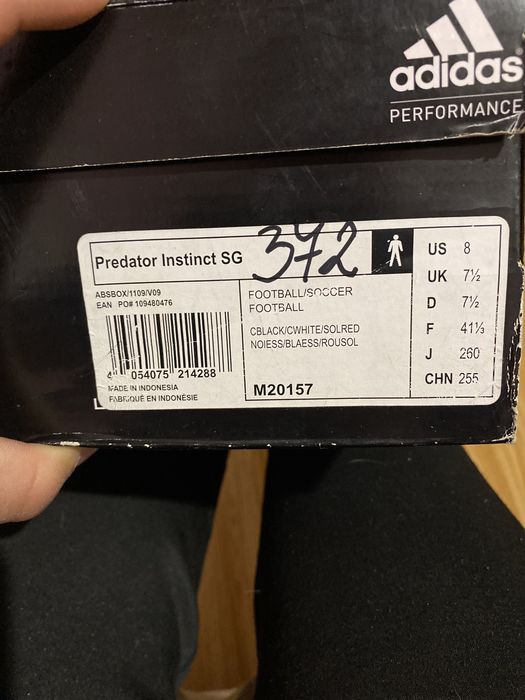 adidas
PERFORMANCE
Predator Instinct SG
372
ABSBOX/1109/V09
EAN PO# 109480476
4 054075 214288
MADE IN INDONESIA
FABRIQUÉ EN INDONÉSIE
FOOTBALL/SOCCER
FOOTBALL
CBLACK/CWHITE/SOLRED
NOIESS/BLAESS/ROUSOL
M20157
US 8
UK 7½
D 7½
F 41⅓
J 260
CHN 255